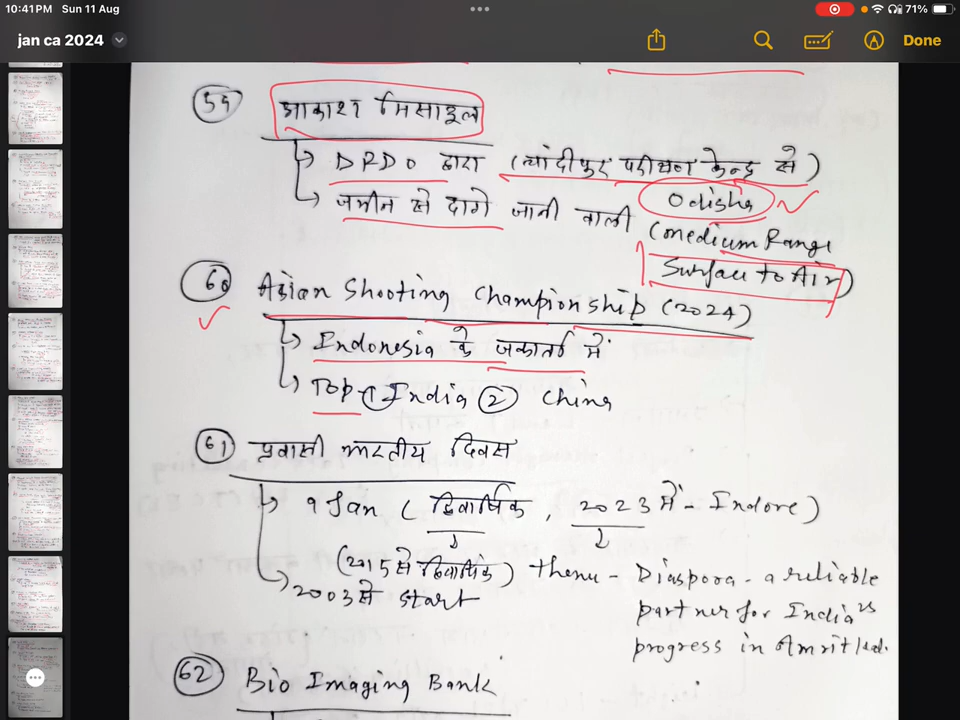 10:41 PM Sun 11 Aug 71%
jan ca 2024 Done
59 आकाश मिसाइल
DRDO द्वारा (चांदीपुर परीक्षण केन्द्र से)
Odisha
जमीन से दागे जाने वाली (medium Range
Surface to Air)
60 Asian Shooting Championship (2024)
Indonesia के जकार्ता में
Top - 1 India 2 China
61 प्रवासी भारतीय दिवस
9 Jan ( द्विवार्षिक , 2023 में - Indore)
(2015 से द्विवार्षिक) theme - Diaspora - a reliable
2003 से start
partner for India's
progress in Amrit
62 Bio Imaging Bank